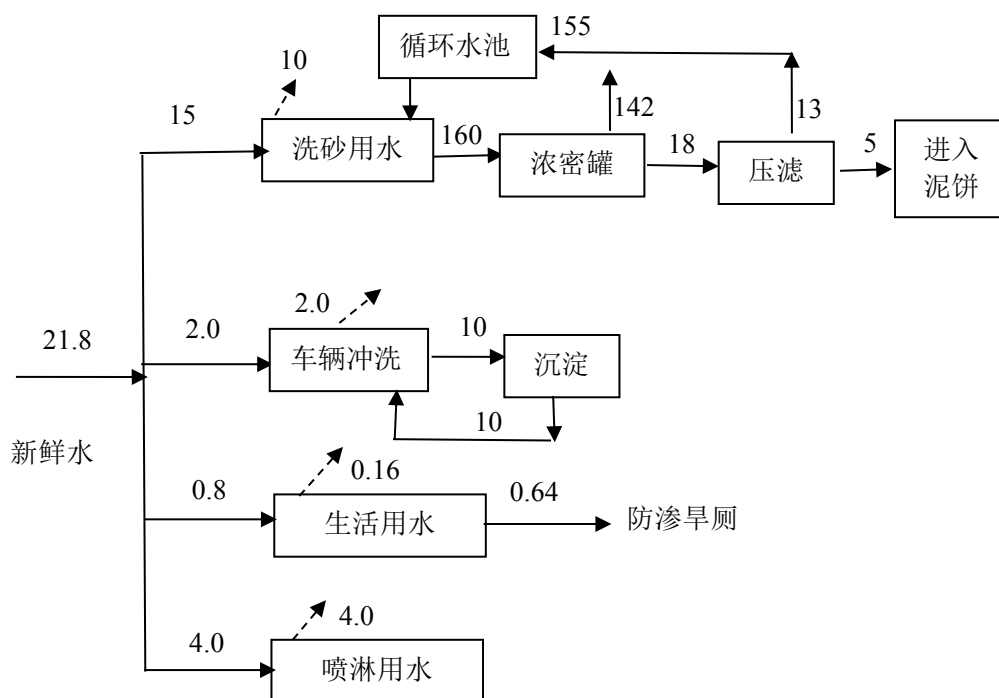 循环水池
155
10
15
洗砂用水
160
142
浓密罐
18
13
压滤
5
进入
泥饼
21.8
新鲜水
2.0
2.0
车辆冲洗
10
沉淀
10
0.8
0.16
生活用水
0.64
防渗旱厕
4.0
4.0
喷淋用水